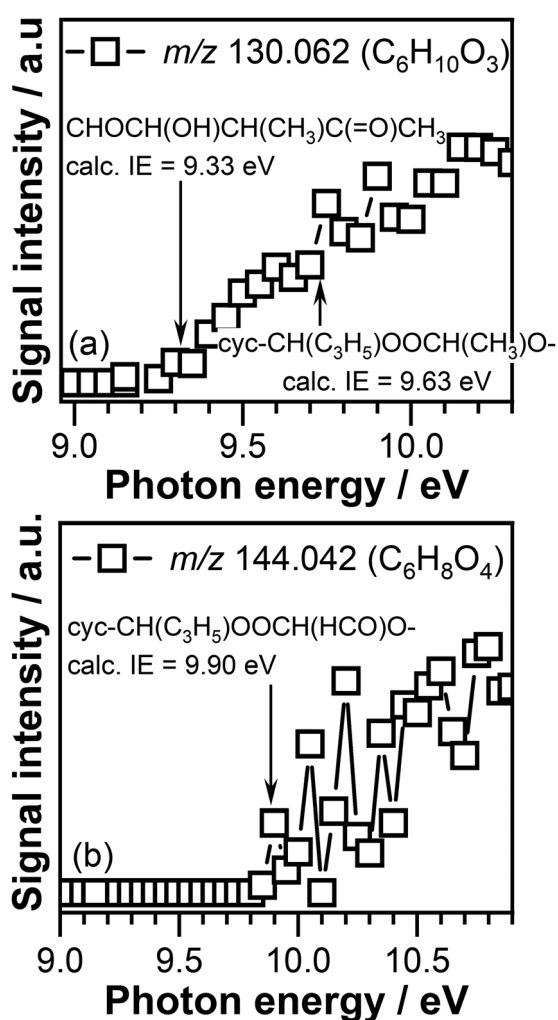 Signal intensity / a.u
m/z 130.062 (C₆H₁₀O₃)
CHOCH(OH)CH(CH₃)C(=O)CH₃
calc. IE = 9.33 eV
(a)
cyc-CH(C₃H₅)OOCH(CH₃)O-
calc. IE = 9.63 eV
9.0 9.5 10.0
Photon energy / eV
Signal intensity / a.u.
m/z 144.042 (C₆H₈O₄)
cyc-CH(C₃H₅)OOCH(HCO)O-
calc. IE = 9.90 eV
(b)
9.0 9.5 10.0 10.5
Photon energy / eV